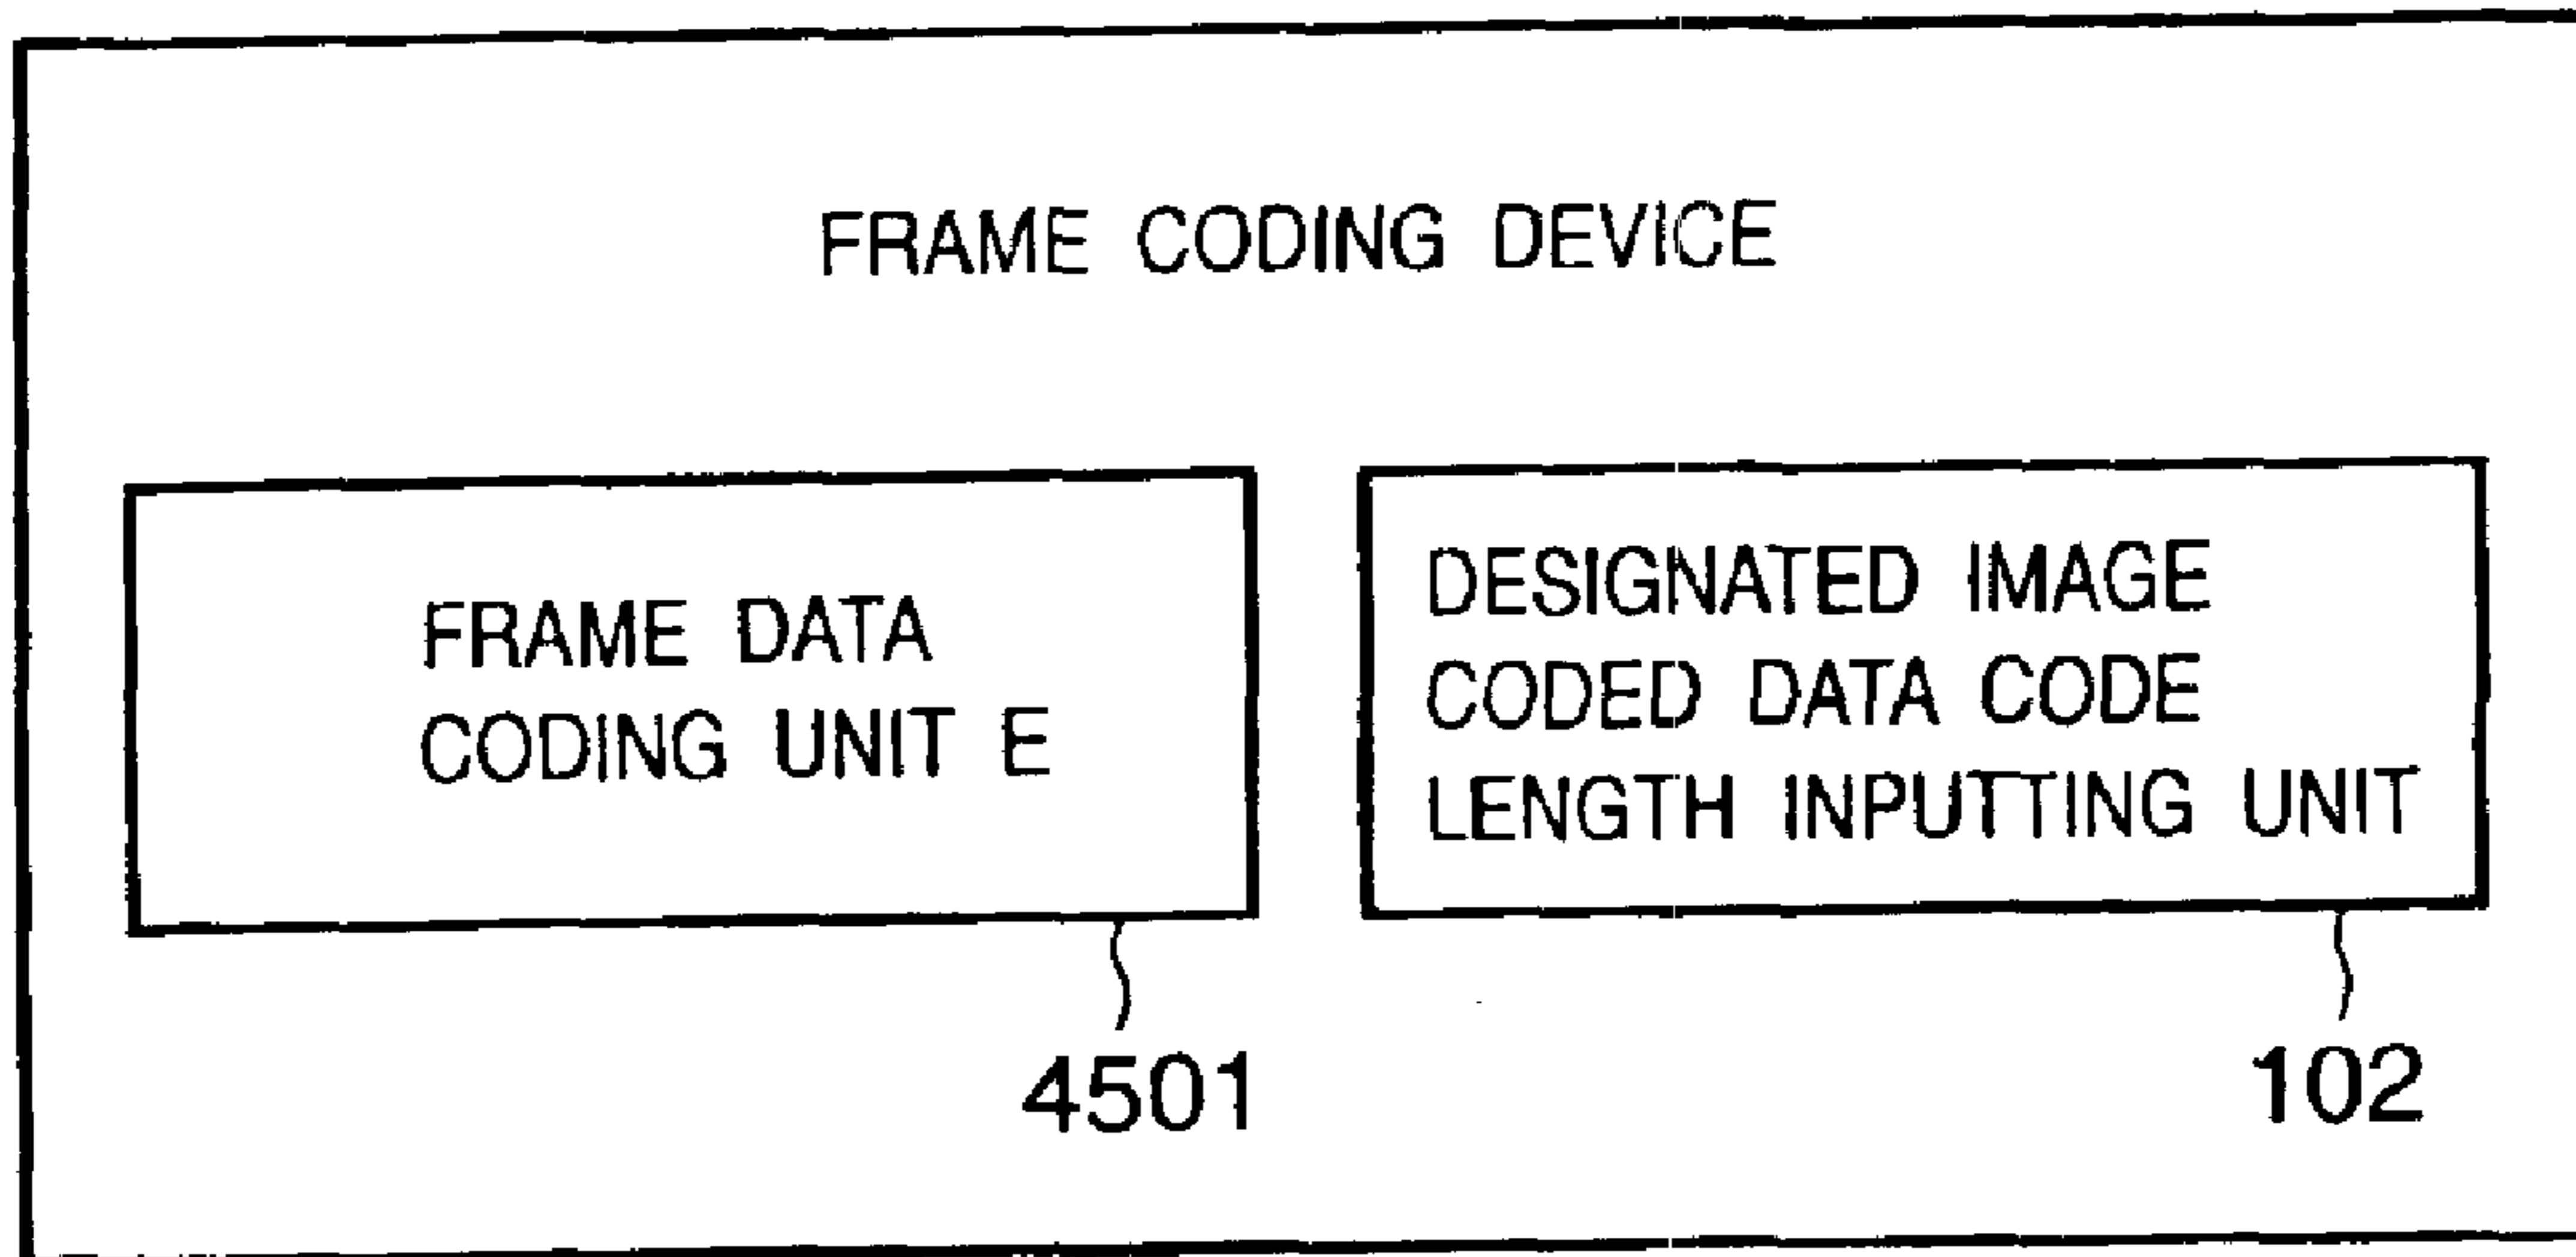 FRAME CODING DEVICE
FRAME DATA
CODING UNIT E
4501
DESIGNATED IMAGE
CODED DATA CODE
LENGTH INPUTTING UNIT
102